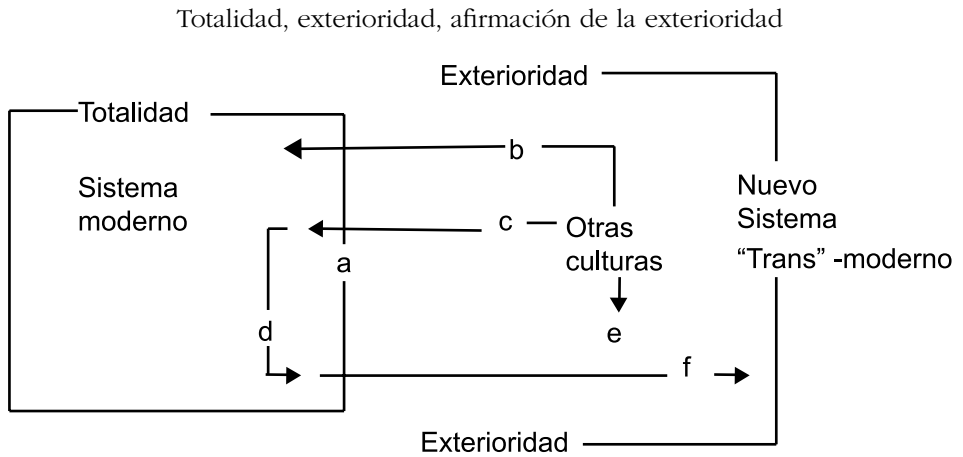 Totalidad, exterioridad, afirmación de la exterioridad
Exterioridad
Totalidad
b
Sistema
moderno
Nuevo
Sistema
“Trans” -moderno
c
Otras
culturas
a
d
e
f
Exterioridad